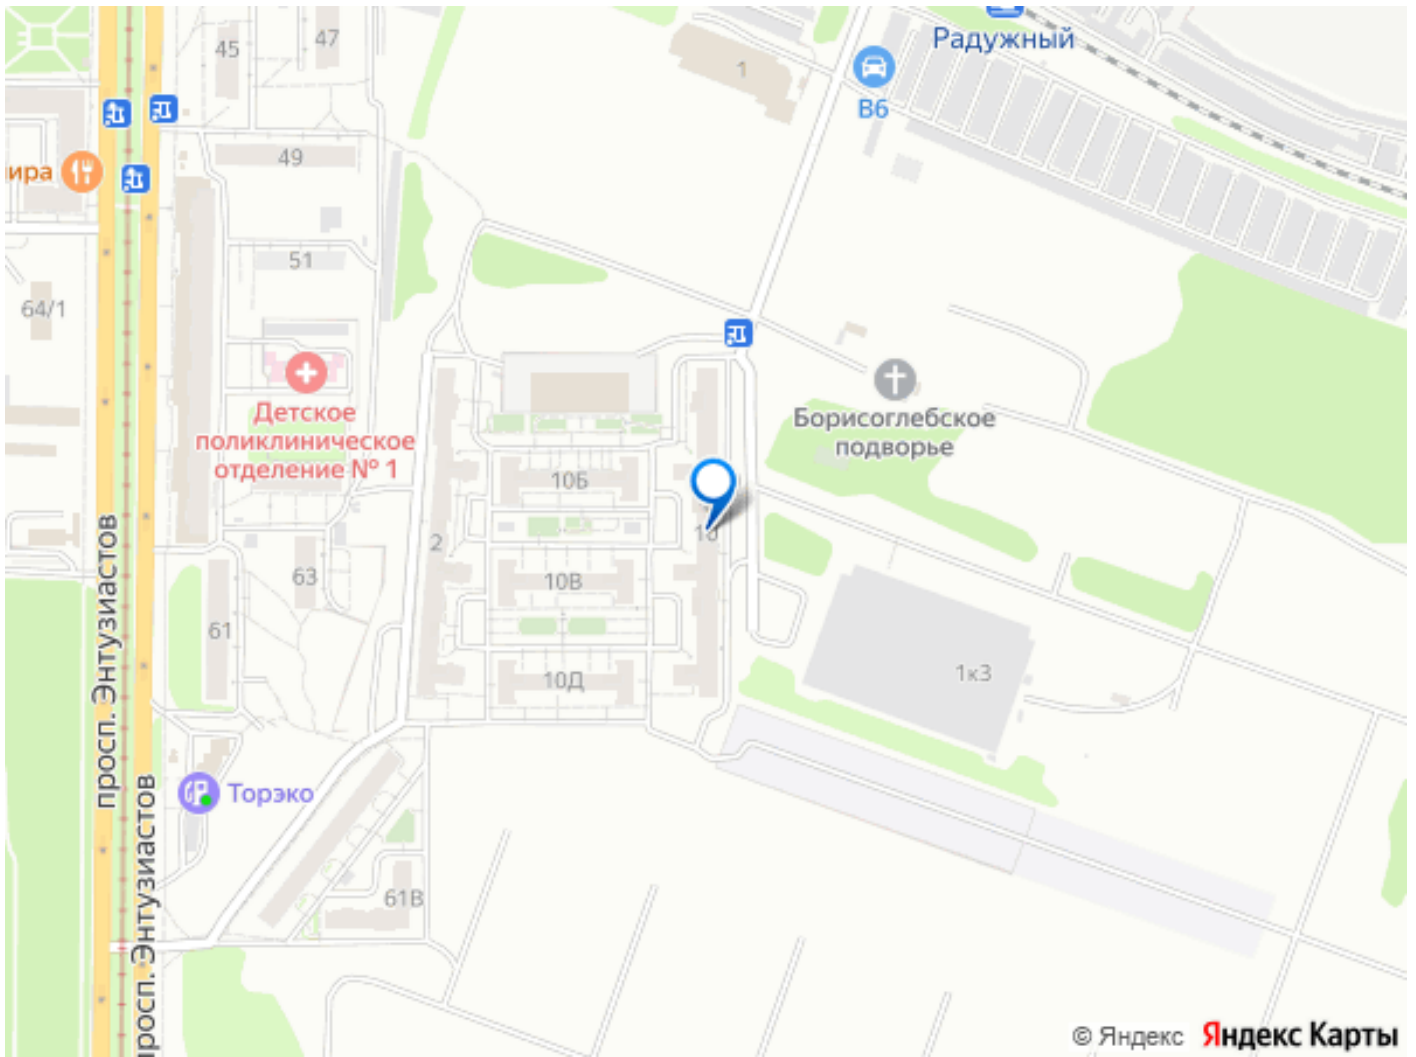 45
47
Радужный
1
В6
49
ира
51
64/1
Детское
поликлиническое
отделение № 1
Борисоглебское
подворье
10Б
10
2
просп. Энтузиастов
63
10В
61
1к3
10Д
Торэко
просп. Энтузиастов
61В
© Яндекс Яндекс Карты